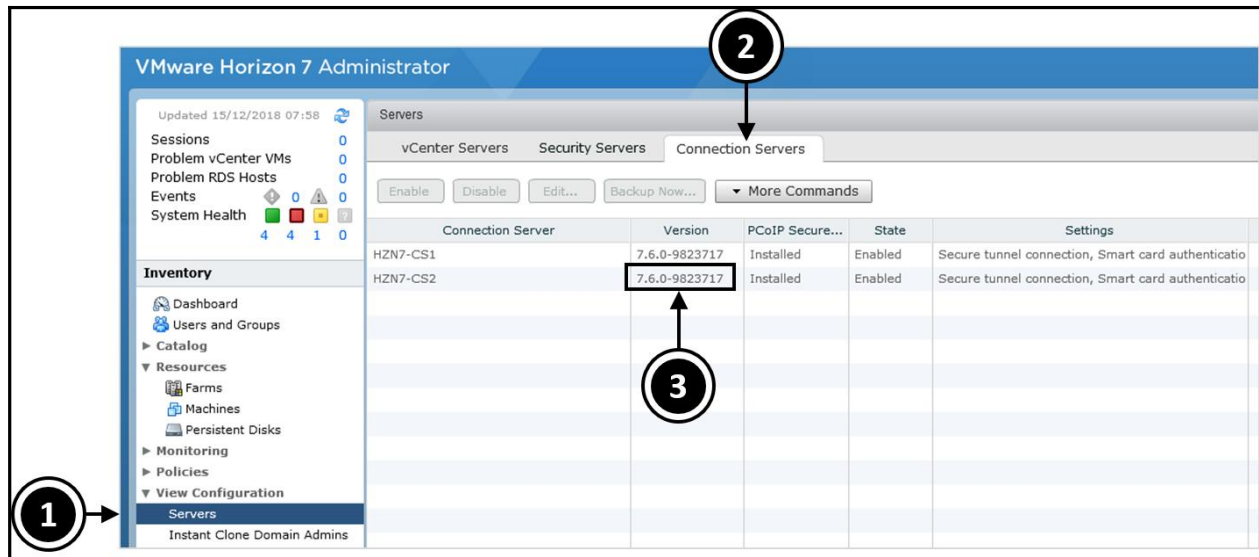 2
VMware Horizon 7 Administrator
Updated 15/12/2018 07:58
Servers
Sessions 0
Problem vCenter VMs 0
Problem RDS Hosts 0
Events 0 0
System Health ?
4 4 1 0
vCenter Servers Security Servers Connection Servers
Enable Disable Edit... Backup Now... More Commands
Connection Server Version PCoIP Secure... State Settings
HZN7-CS1 7.6.0-9823717 Installed Enabled Secure tunnel connection, Smart card authenticatio
HZN7-CS2 7.6.0-9823717 Installed Enabled Secure tunnel connection, Smart card authenticatio
3
Inventory
Dashboard
Users and Groups
Catalog
Resources
Farms
Machines
Persistent Disks
Monitoring
Policies
View Configuration
1
Servers
Instant Clone Domain Admins